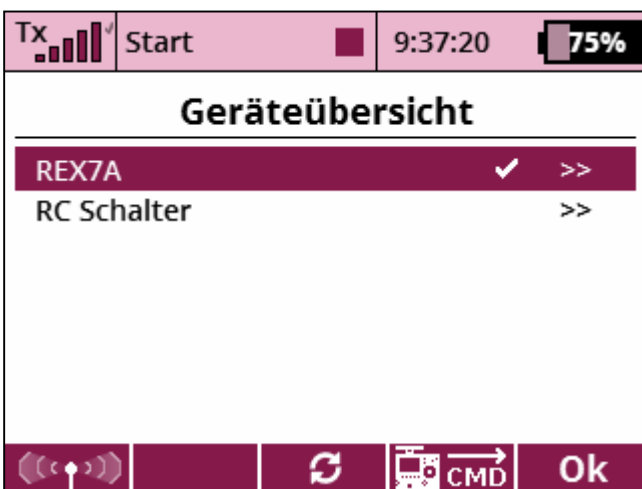 Tx Start 9:37:20 75%
Geräteübersicht
REX7A >>
RC Schalter >>
CMD Ok